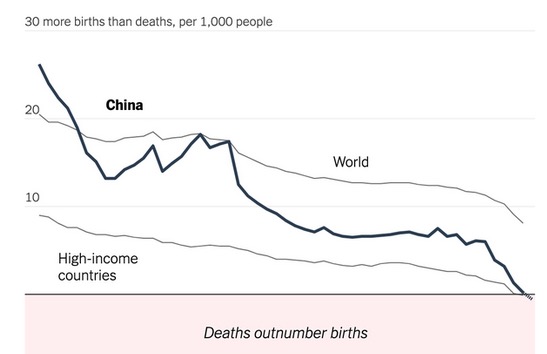 30 more births than deaths, per 1,000 people
20
China
World
10
High-income
countries
Deaths outnumber births